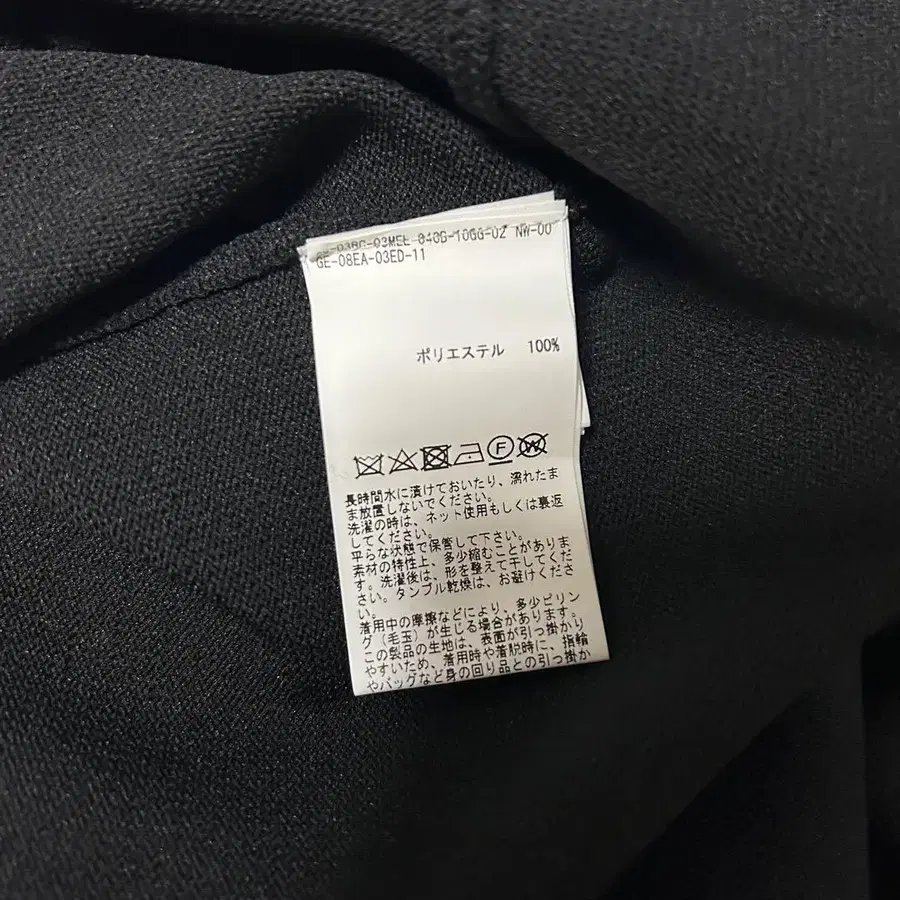 NW-00
GE-08EA-03ED-11
ポリエステル 100%
F W
長時間水に漬けておいたり、濡れたま
ま放置しないでください。
洗濯の時は、ネット使用もしくは裏返
してください。
平らな状態で保管して下さい。
素材の特性上、多少縮むことがありま
す。洗濯後は、形を整えて干してくだ
さい。タンブル乾燥は、お避けくださ
い。
着用中の摩擦などにより、多少ピリン
グ(毛玉)が生じる場合があります。
この製品の生地は、表面が引っ掛かり
やすいため、着用時や着脱時に、指輪
やバッグなど身の回り品との引っ掛か